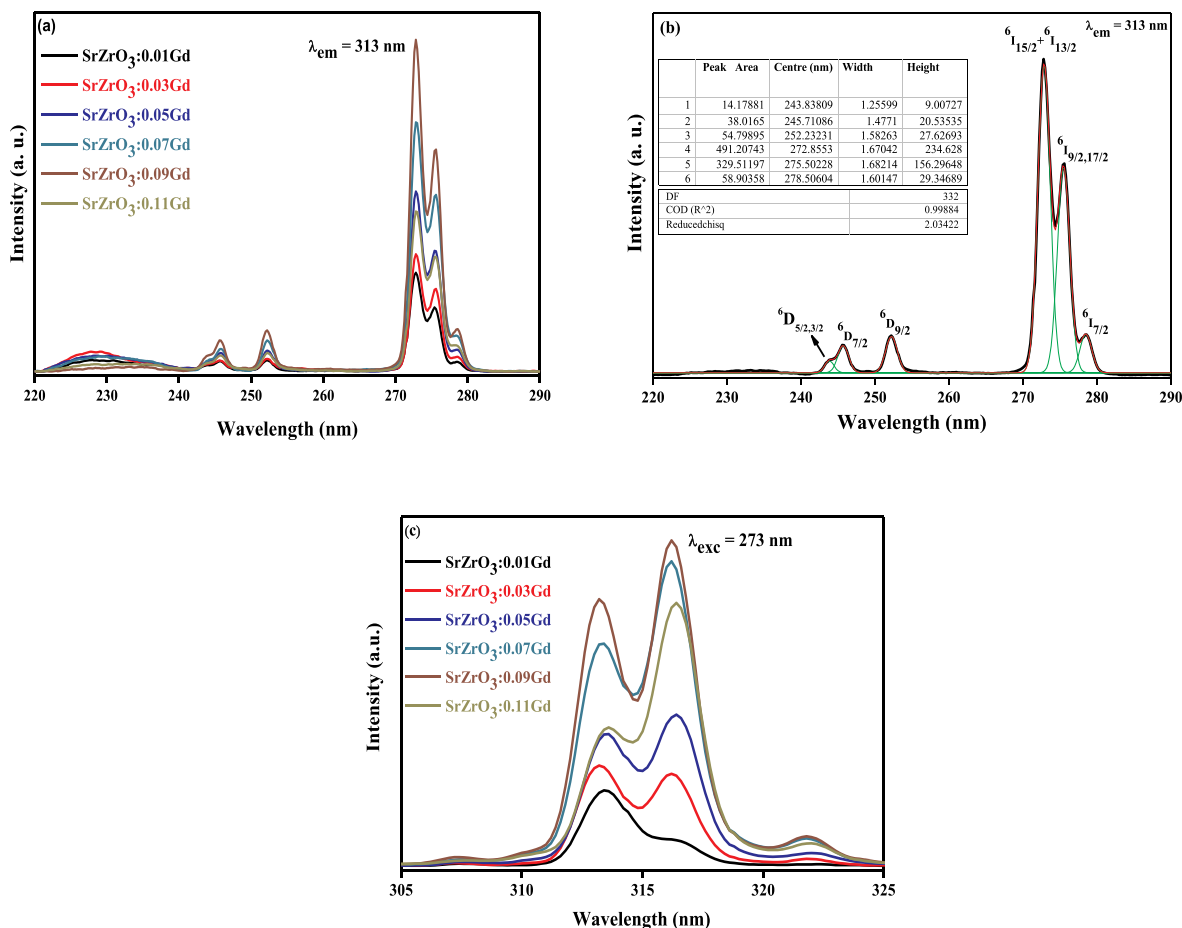 (a)
λem = 313 nm
SrZrO3:0.01Gd
SrZrO3:0.03Gd
SrZrO3:0.05Gd
SrZrO3:0.07Gd
SrZrO3:0.09Gd
SrZrO3:0.11Gd
Intensity (a. u.)
220 230 240 250 260 270 280 290
Wavelength (nm)
(b)
λem = 313 nm
6I15/2+6I13/2
Peak Area Centre (nm) Width Height
1 14.17881 243.83809 1.25599 9.00727
2 38.0165 245.71086 1.4771 20.53535
3 54.79895 252.23231 1.58263 27.62693
4 491.20743 272.8553 1.67042 234.628
5 329.51197 275.50228 1.68214 156.29648
6 58.90358 278.50604 1.60147 29.34689
DF 332
COD (R^2) 0.99884
Reducedchisq 2.03422
6I9/2,17/2
6D5/2,3/2
6D7/2
6D9/2
6I7/2
Intensity (a. u.)
220 230 240 250 260 270 280 290
Wavelength (nm)
(c)
λexc = 273 nm
SrZrO3:0.01Gd
SrZrO3:0.03Gd
SrZrO3:0.05Gd
SrZrO3:0.07Gd
SrZrO3:0.09Gd
SrZrO3:0.11Gd
Intensity (a.u.)
305 310 315 320 325
Wavelength (nm)